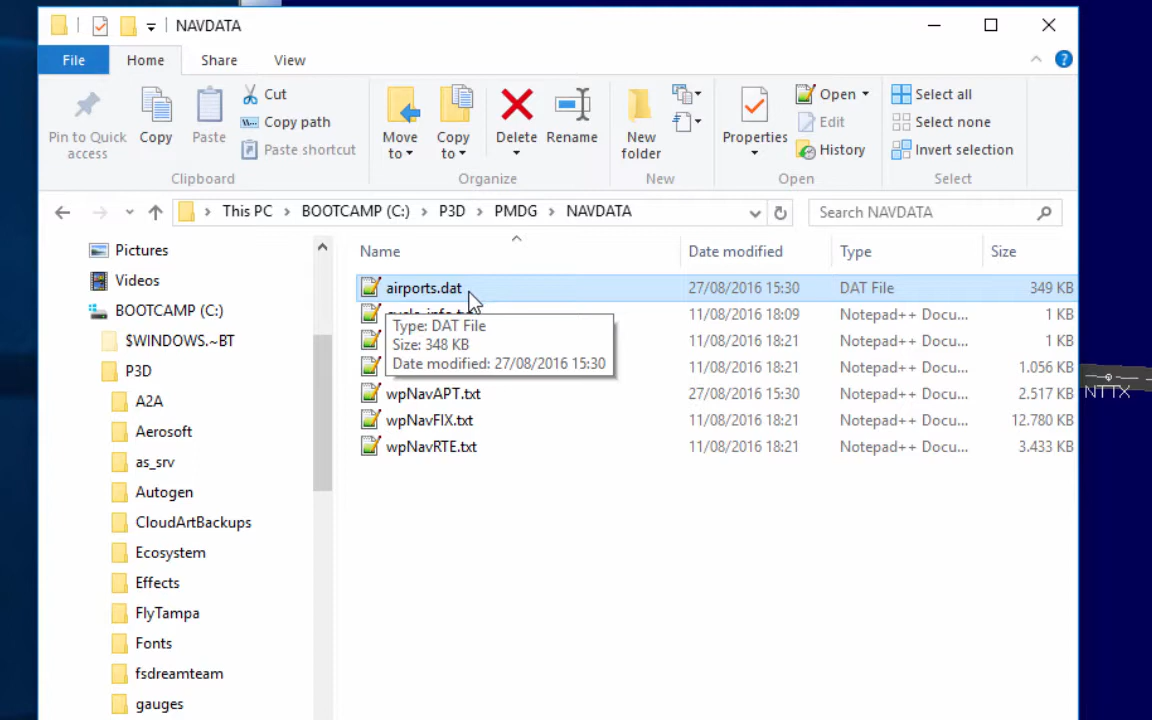 NAVDATA
File Home Share View
Pin to Quick access
Copy
Paste
Cut
Copy path
Paste shortcut
Clipboard
Move to
Copy to
Delete
Rename
Organize
New folder
New
Properties
Open
Edit
History
Open
Select all
Select none
Invert selection
Select
This PC > BOOTCAMP (C:) > P3D > PMDG > NAVDATA
Search NAVDATA
Pictures
Videos
BOOTCAMP (C:)
$WINDOWS.~BT
P3D
A2A
Aerosoft
as_srv
Autogen
CloudArtBackups
Ecosystem
Effects
FlyTampa
Fonts
fsdreamteam
gauges
Name Date modified Type Size
airports.dat 27/08/2016 15:30 DAT File 349 KB
11/08/2016 18:09 Notepad++ Docu... 1 KB
11/08/2016 18:21 Notepad++ Docu... 1 KB
11/08/2016 18:21 Notepad++ Docu... 1.056 KB
wpNavAPT.txt 27/08/2016 15:30 Notepad++ Docu... 2.517 KB
wpNavFIX.txt 11/08/2016 18:21 Notepad++ Docu... 12.780 KB
wpNavRTE.txt 11/08/2016 18:21 Notepad++ Docu... 3.433 KB
Type: DAT File
Size: 348 KB
Date modified: 27/08/2016 15:30
NTTX